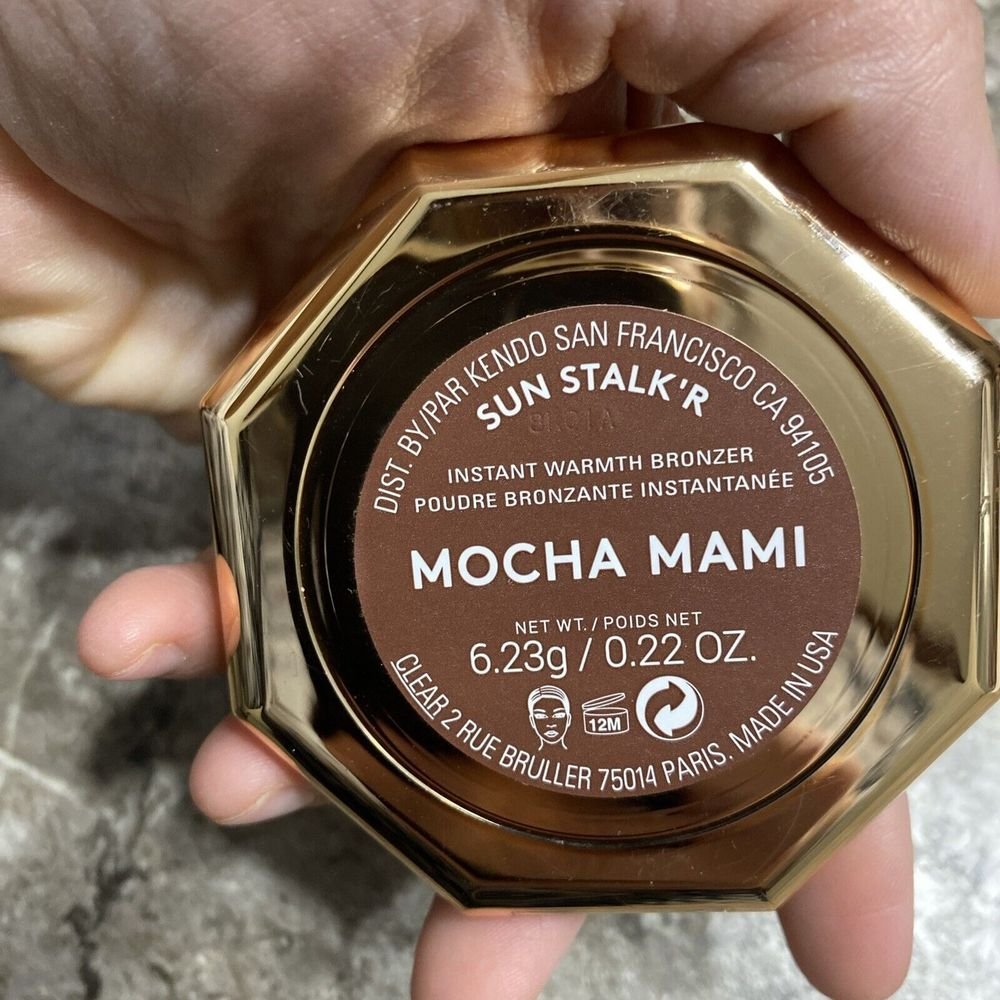 DIST. BY/PAR KENDO SAN FRANCISCO CA 94105
SUN STALK'R
INSTANT WARMTH BRONZER
POUDRE BRONZANTE INSTANTANÉE
MOCHA MAMI
NET WT. / POIDS NET
6.23g / 0.22 OZ.
12M
CLEAR 2 RUE BRULLER 75014 PARIS. MADE IN USA